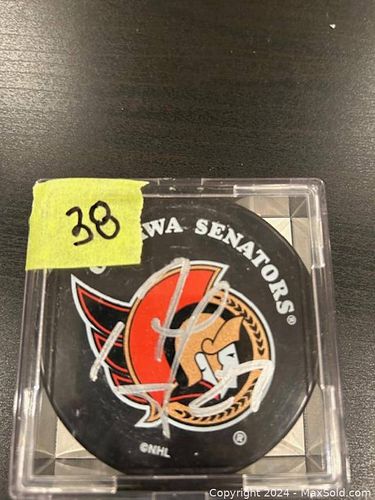 38
WA SENATORS®
©NHL
®
Copyright © 2024 - MaxSold.com